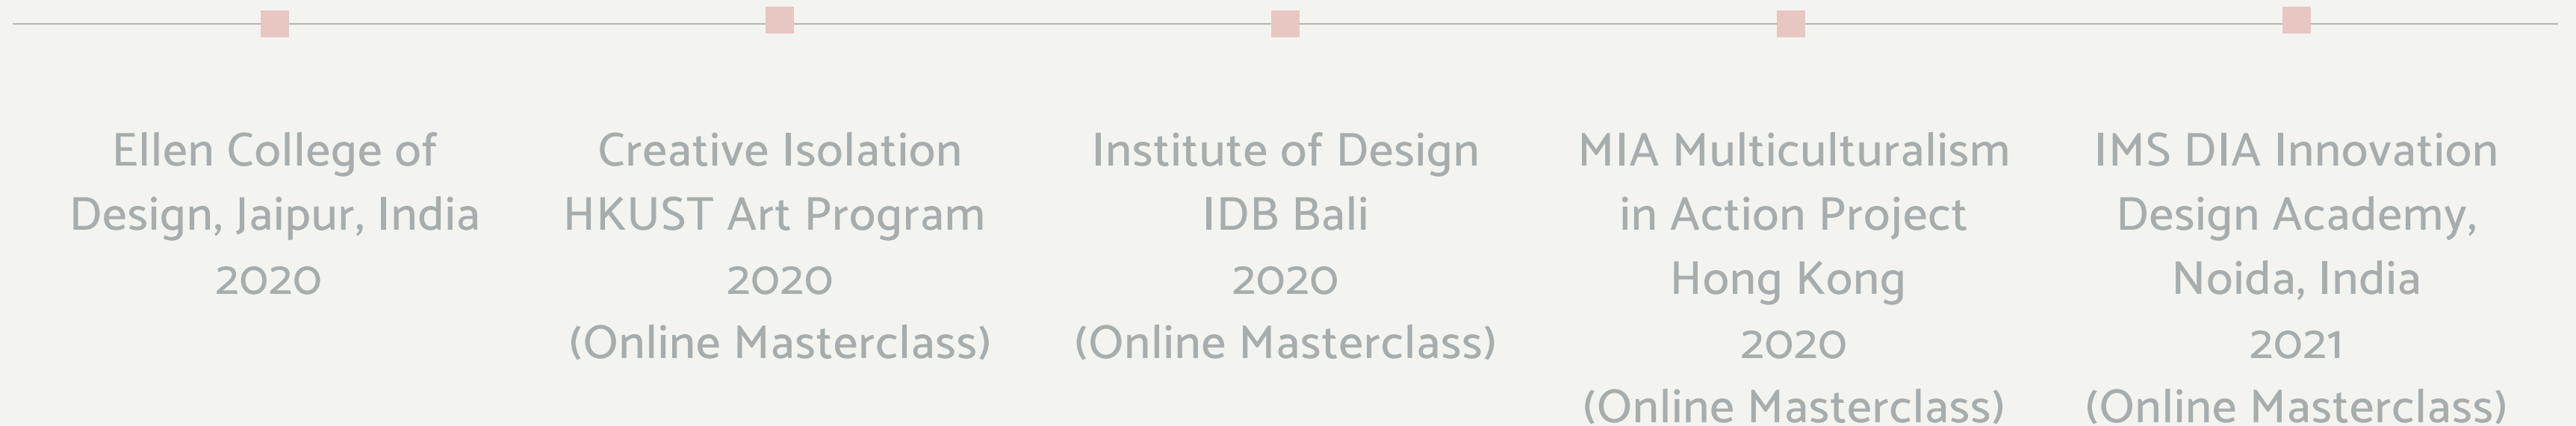 Ellen College of
Design, Jaipur, India
2020
Creative Isolation
HKUST Art Program
2020
(Online Masterclass)
Institute of Design
IDB Bali
2020
(Online Masterclass)
MIA Multiculturalism
in Action Project
Hong Kong
2020
(Online Masterclass)
IMS DIA Innovation
Design Academy,
Noida, India
2021
(Online Masterclass)